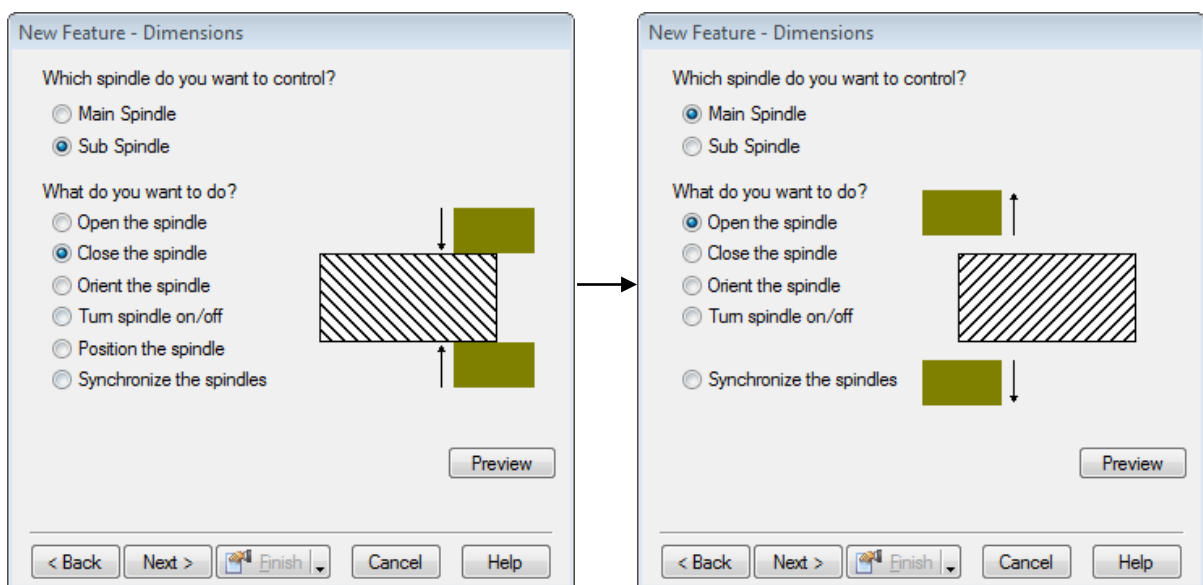 New Feature - Dimensions
Which spindle do you want to control?
Main Spindle
Sub Spindle
What do you want to do?
Open the spindle
Close the spindle
Orient the spindle
Turn spindle on/off
Position the spindle
Synchronize the spindles
Preview
< Back Next > Finish Cancel Help
New Feature - Dimensions
Which spindle do you want to control?
Main Spindle
Sub Spindle
What do you want to do?
Open the spindle
Close the spindle
Orient the spindle
Turn spindle on/off
Synchronize the spindles
Preview
< Back Next > Finish Cancel Help